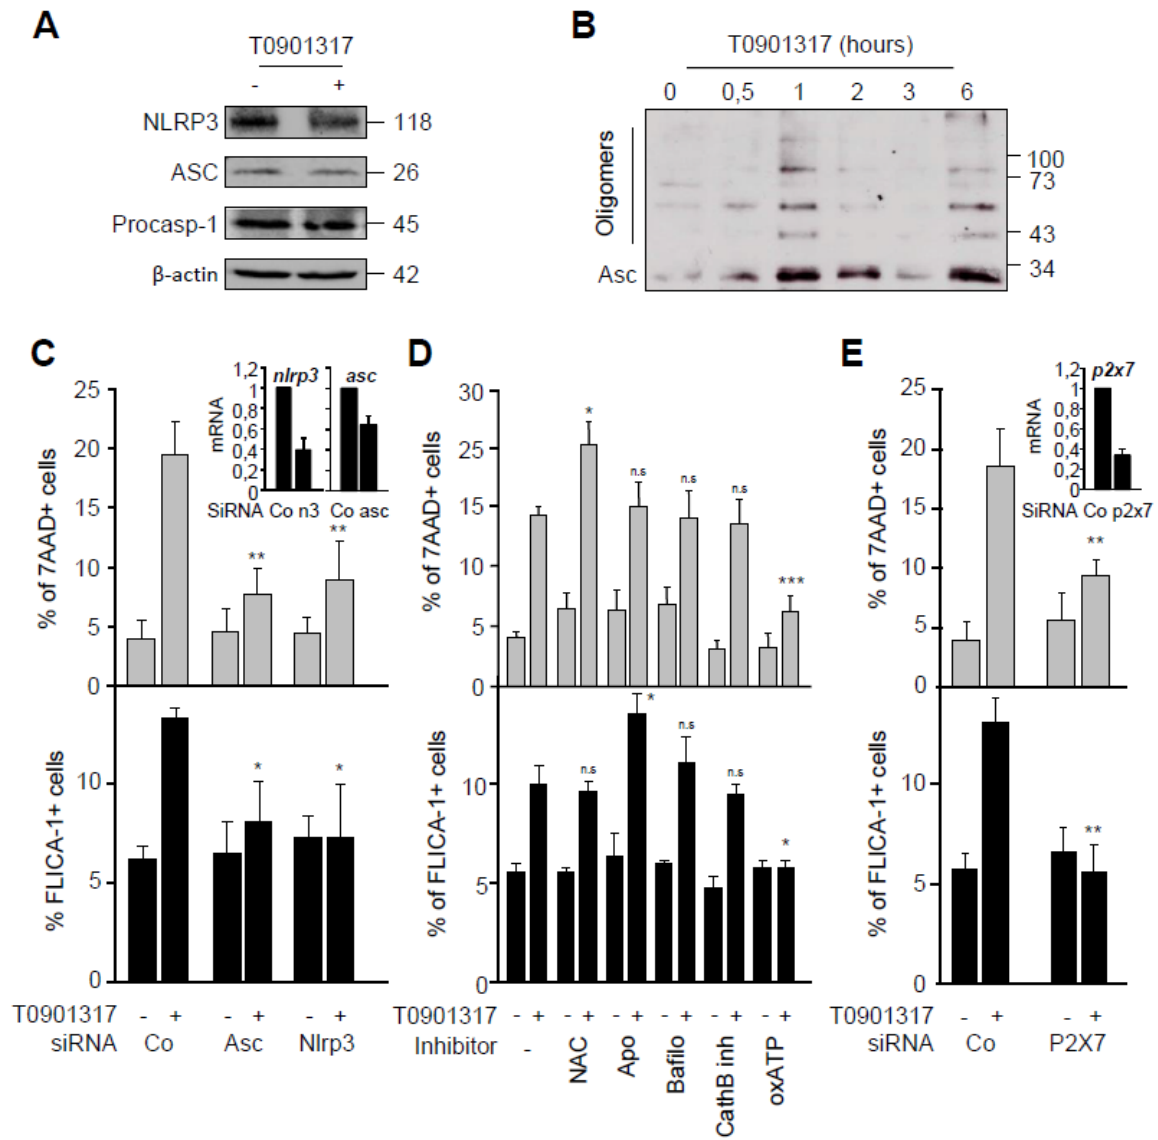 A
T0901317
- +
NLRP3 118
ASC 26
Procasp-1 45
β-actin 42
B
T0901317 (hours)
0 0,5 1 2 3 6
Oligomers
Asc
100
73
43
34
C
25
20
15
10
5
0
% of 7AAD+ cells
1,2
1
0,8
0,6
0,4
0,2
0
mRNA
nlrp3 asc
SiRNA Co n3 Co asc
** **
10
5
0
% FLICA-1+ cells
* *
T0901317 - + - + - +
siRNA Co Asc Nlrp3
D
30
25
15
10
5
0
% of 7AAD+ cells
* n.s n.s n.s ***
10
5
0
% of FLICA-1+ cells
n.s * n.s n.s *
T0901317 - + - + - + - + - + - +
Inhibitor - NAC Apo Bafilo CathB inh oxATP
E
25
20
15
10
5
0
% of 7AAD+ cells
1,2
1
0,8
0,6
0,4
0,2
0
mRNA
p2x7
SiRNA Co p2x7
**
10
5
0
% of FLICA-1+ cells
**
T0901317 - + - +
siRNA Co P2X7